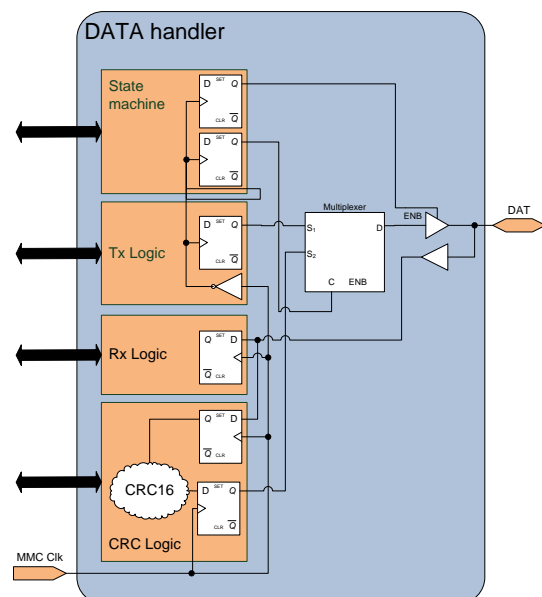 DATA handler
State
machine
D SET Q
CLR Q
D SET Q
CLR Q
Tx Logic
D SET Q
CLR Q
Multiplexer
S1
S2
D
C ENB
ENB
DAT
Rx Logic
Q SET D
Q CLR
Q SET D
Q CLR
CRC16
D SET Q
CLR Q
CRC Logic
MMC Clk